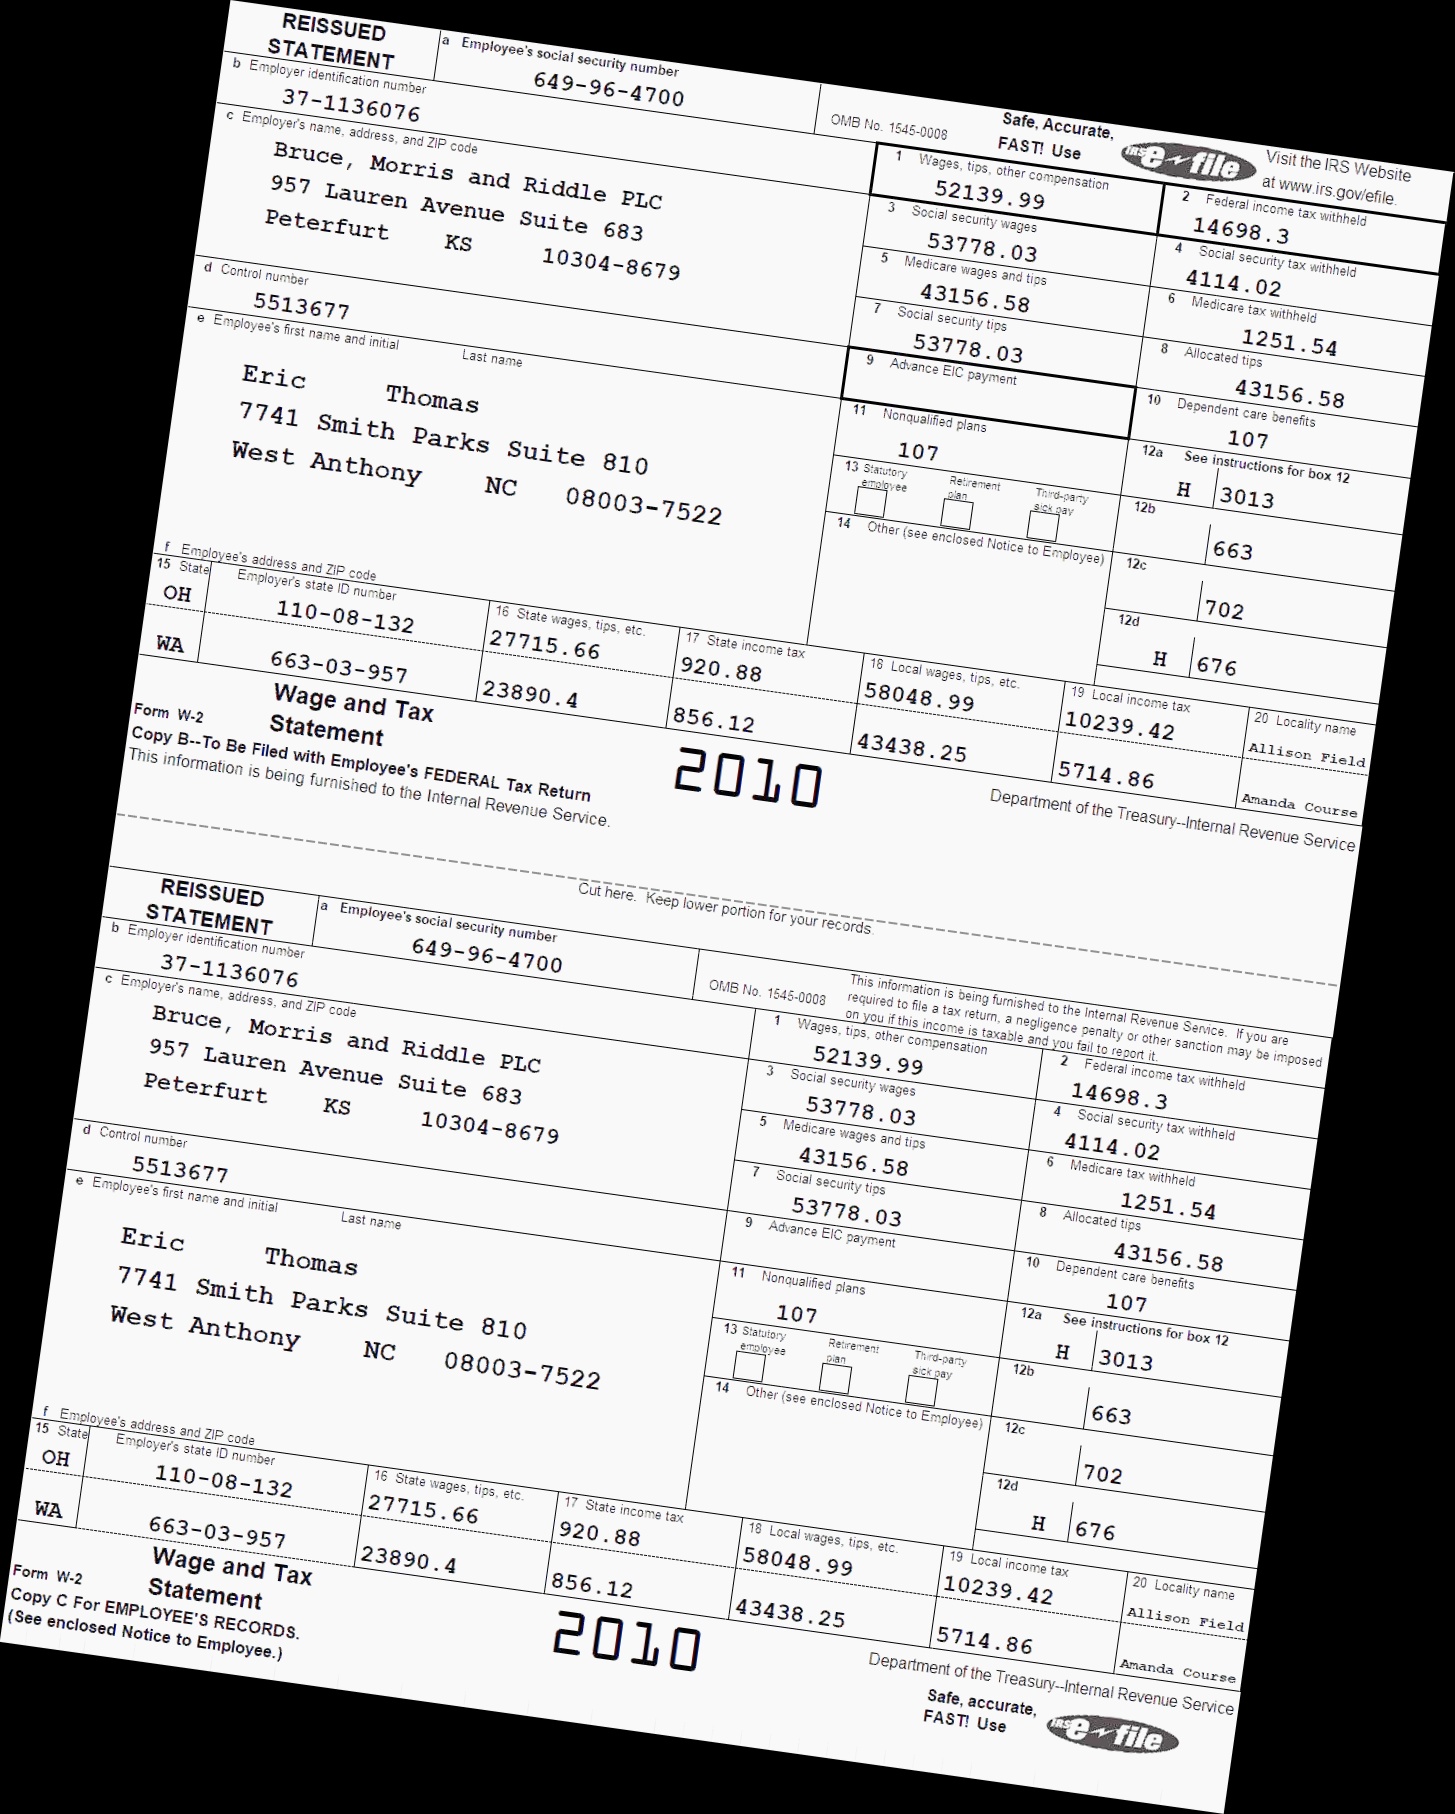 REISSUED
STATEMENT
a Employee's social security number
649-96-4700
OMB No. 1545-0008
Safe, Accurate,
FAST! Use
IRS e-file
Visit the IRS Website
at www.irs.gov/efile.
b Employer identification number
37-1136076
c Employer's name, address, and ZIP code
Bruce, Morris and Riddle PLC
957 Lauren Avenue Suite 683
Peterfurt KS 10304-8679
1 Wages, tips, other compensation
52139.99
2 Federal income tax withheld
14698.3
3 Social security wages
53778.03
4 Social security tax withheld
4114.02
5 Medicare wages and tips
43156.58
6 Medicare tax withheld
1251.54
d Control number
5513677
7 Social security tips
53778.03
8 Allocated tips
43156.58
e Employee's first name and initial Last name
Eric Thomas
7741 Smith Parks Suite 810
West Anthony NC 08003-7522
9 Advance EIC payment
10 Dependent care benefits
107
11 Nonqualified plans
107
12a See instructions for box 12
H 3013
13 Statutory employee
Retirement plan
Third-party sick pay
12b
663
14 Other (see enclosed Notice to Employee)
12c
702
12d
H 676
f Employee's address and ZIP code
15 State Employer's state ID number
OH 110-08-132
WA 663-03-957
16 State wages, tips, etc.
27715.66
23890.4
17 State income tax
920.88
856.12
18 Local wages, tips, etc.
58048.99
43438.25
19 Local income tax
10239.42
5714.86
20 Locality name
Allison Field
Amanda Course
Form W-2
Wage and Tax
Statement
2010
Department of the Treasury--Internal Revenue Service
Copy B--To Be Filed with Employee's FEDERAL Tax Return
This information is being furnished to the Internal Revenue Service.
Cut here. Keep lower portion for your records.
REISSUED
STATEMENT
a Employee's social security number
649-96-4700
OMB No. 1545-0008
This information is being furnished to the Internal Revenue Service. If you are
required to file a tax return, a negligence penalty or other sanction may be imposed
on you if this income is taxable and you fail to report it.
b Employer identification number
37-1136076
c Employer's name, address, and ZIP code
Bruce, Morris and Riddle PLC
957 Lauren Avenue Suite 683
Peterfurt KS 10304-8679
1 Wages, tips, other compensation
52139.99
2 Federal income tax withheld
14698.3
3 Social security wages
53778.03
4 Social security tax withheld
4114.02
5 Medicare wages and tips
43156.58
6 Medicare tax withheld
1251.54
d Control number
5513677
7 Social security tips
53778.03
8 Allocated tips
43156.58
e Employee's first name and initial Last name
Eric Thomas
7741 Smith Parks Suite 810
West Anthony NC 08003-7522
9 Advance EIC payment
10 Dependent care benefits
107
11 Nonqualified plans
107
12a See instructions for box 12
H 3013
13 Statutory employee
Retirement plan
Third-party sick pay
12b
663
14 Other (see enclosed Notice to Employee)
12c
702
12d
H 676
f Employee's address and ZIP code
15 State Employer's state ID number
OH 110-08-132
WA 663-03-957
16 State wages, tips, etc.
27715.66
23890.4
17 State income tax
920.88
856.12
18 Local wages, tips, etc.
58048.99
43438.25
19 Local income tax
10239.42
5714.86
20 Locality name
Allison Field
Amanda Course
Form W-2
Wage and Tax
Statement
2010
Department of the Treasury--Internal Revenue Service
Copy C For EMPLOYEE'S RECORDS.
(See enclosed Notice to Employee.)
Safe, accurate,
FAST! Use
IRS e-file